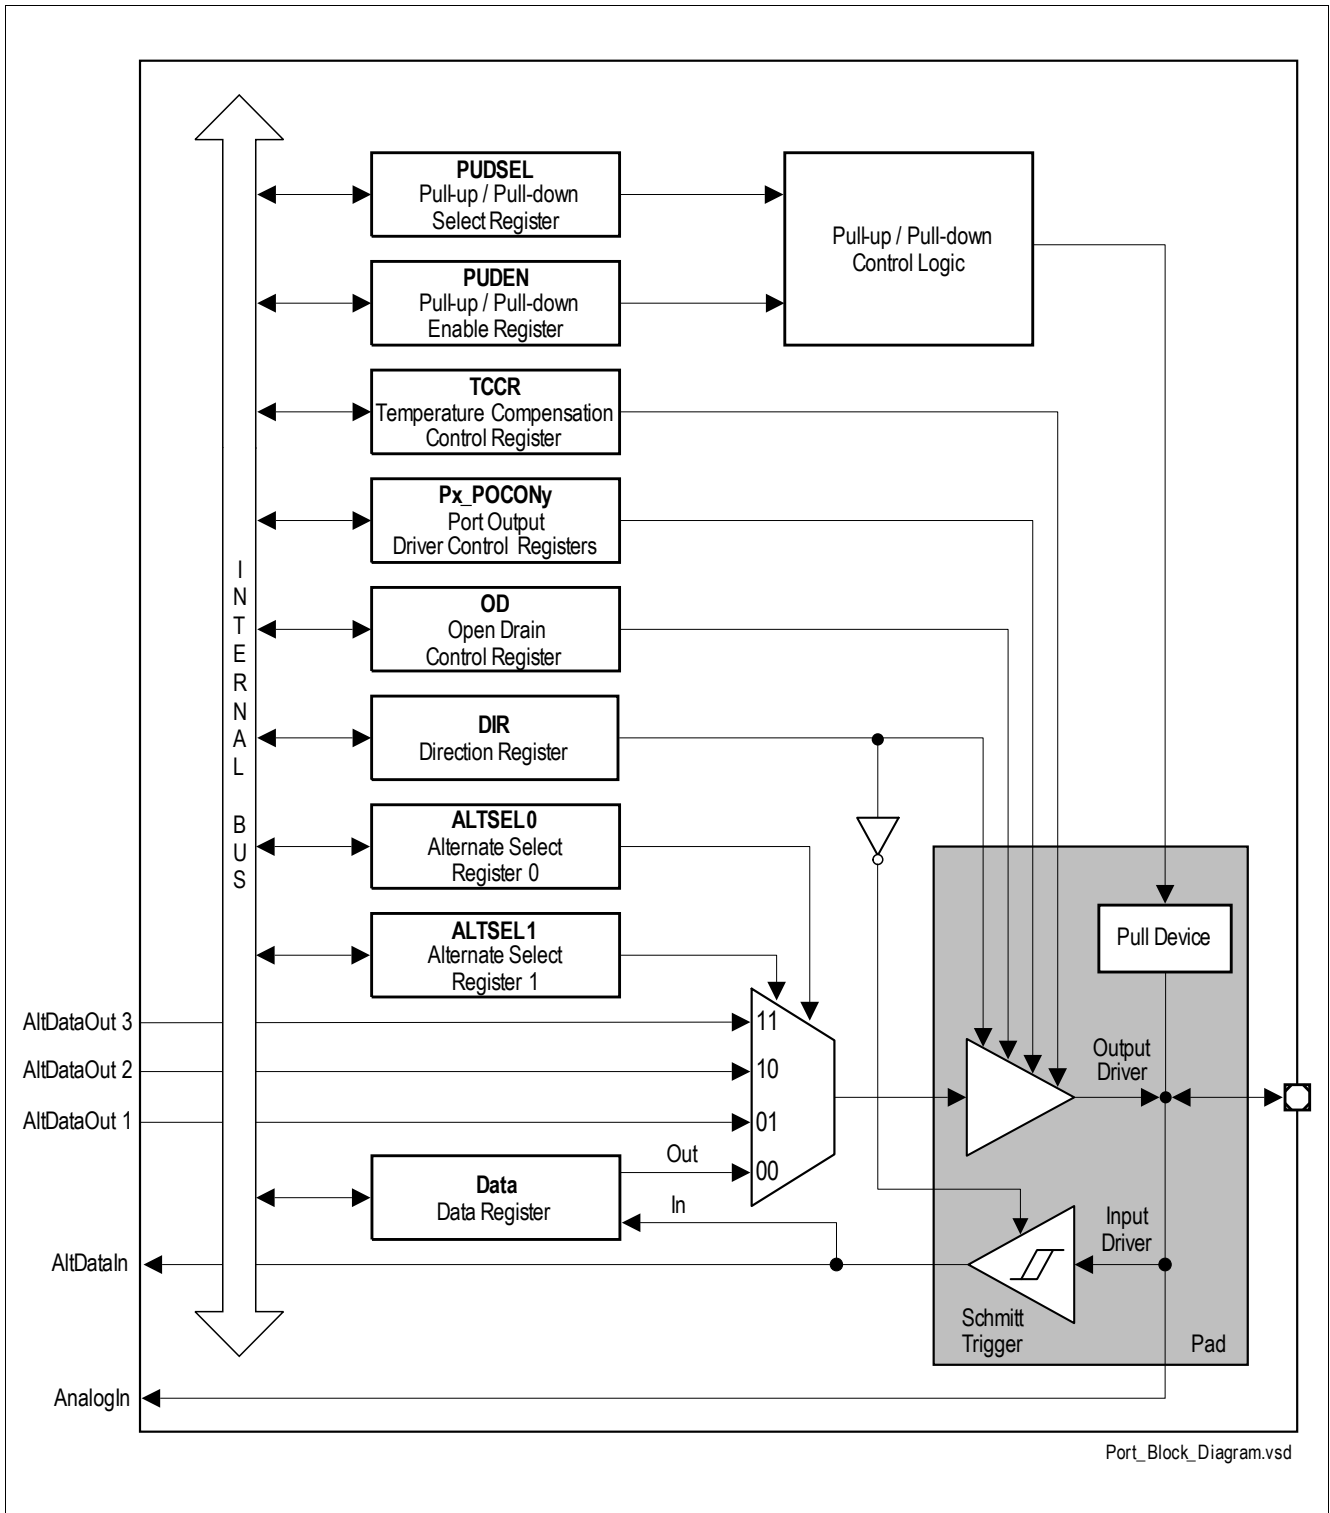 PUDSEL
Pull-up / Pull-down
Select Register
Pull-up / Pull-down
Control Logic
PUDEN
Pull-up / Pull-down
Enable Register
TCCR
Temperature Compensation
Control Register
Px_POCONy
Port Output
Driver Control Registers
INTERNAL BUS
OD
Open Drain
Control Register
DIR
Direction Register
ALTSEL0
Alternate Select
Register 0
ALTSEL1
Alternate Select
Register 1
Pull Device
AltDataOut 3
11
AltDataOut 2
10
AltDataOut 1
01
Output
Driver
Out
00
Data
Data Register
In
Input
Driver
AltDataIn
Schmitt
Trigger
Pad
AnalogIn
Port_Block_Diagram.vsd